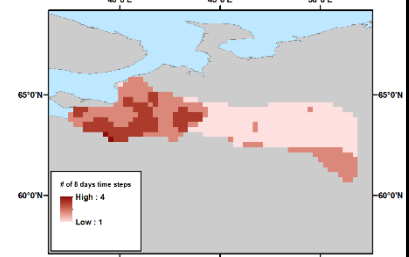 65°0'N
65°0'N
60°0'N
60°0'N
# of 8 days time steps
High : 4
Low : 1